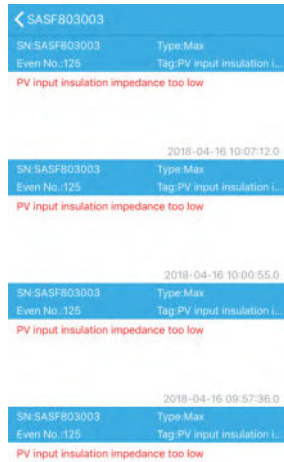 SASF803003
SN:SASF803003 Type:Max
Even No.:125 Tag:PV input insulation i...
PV input insulation impedance too low
2018-04-16 10:07:12.0
SN:SASF803003 Type:Max
Even No.:125 Tag:PV input insulation i...
PV input insulation impedance too low
2018-04-16 10:00:55.0
SN:SASF803003 Type:Max
Even No.:125 Tag:PV input insulation i...
PV input insulation impedance too low
2018-04-16 09:57:36.0
SN:SASF803003 Type:Max
Even No.:125 Tag:PV input insulation i...
PV input insulation impedance too low